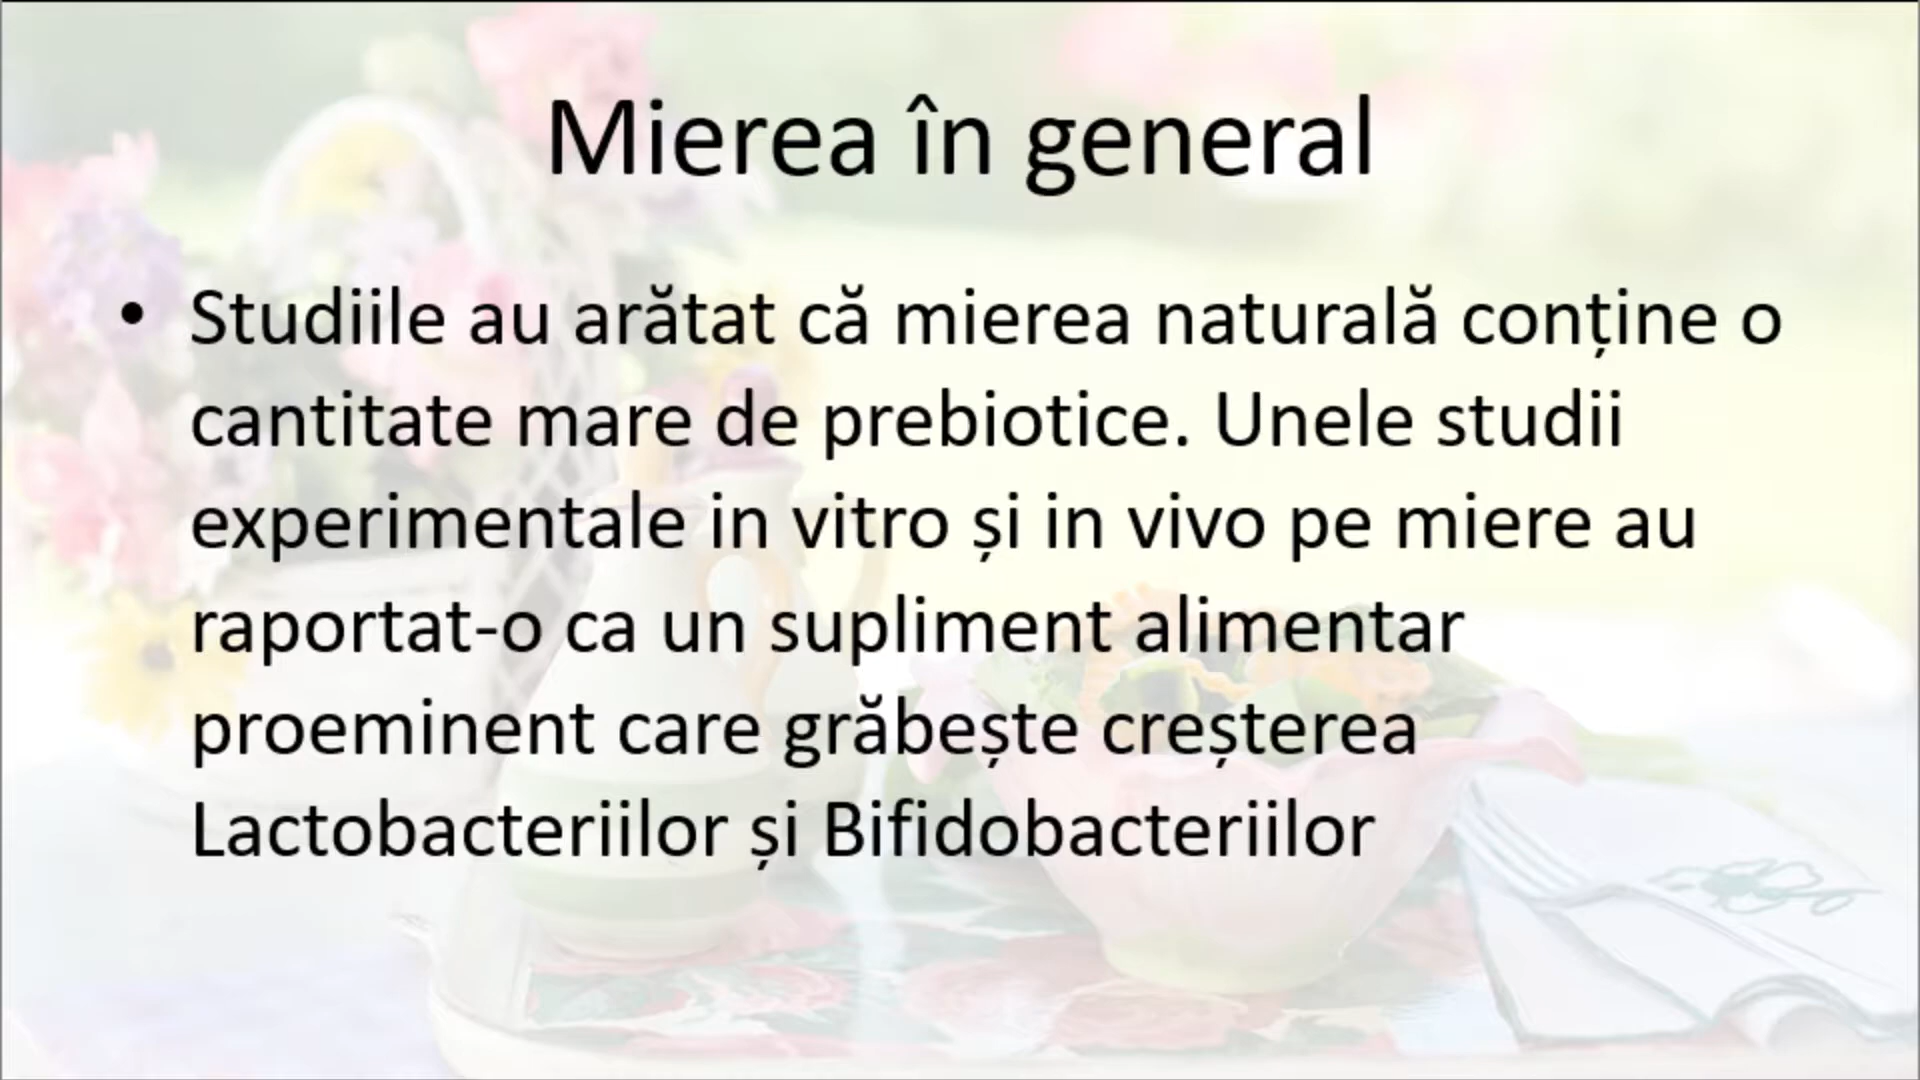 Mierea în general
• Studiile au arătat că mierea naturală conține o
cantitate mare de prebiotice. Unele studii
experimentale in vitro și in vivo pe miere au
raportat-o ca un supliment alimentar
proeminent care grăbește creșterea
Lactobacteriilor și Bifidobacteriilor